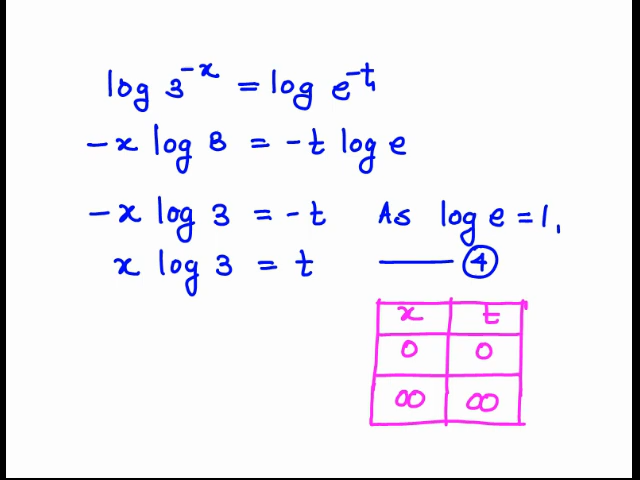 log 3^{-x} = log e^{-t}
-x log 8 = -t log e
-x log 3 = -t As log e = 1,
x log 3 = t —— ④
x t
0 0
∞ ∞